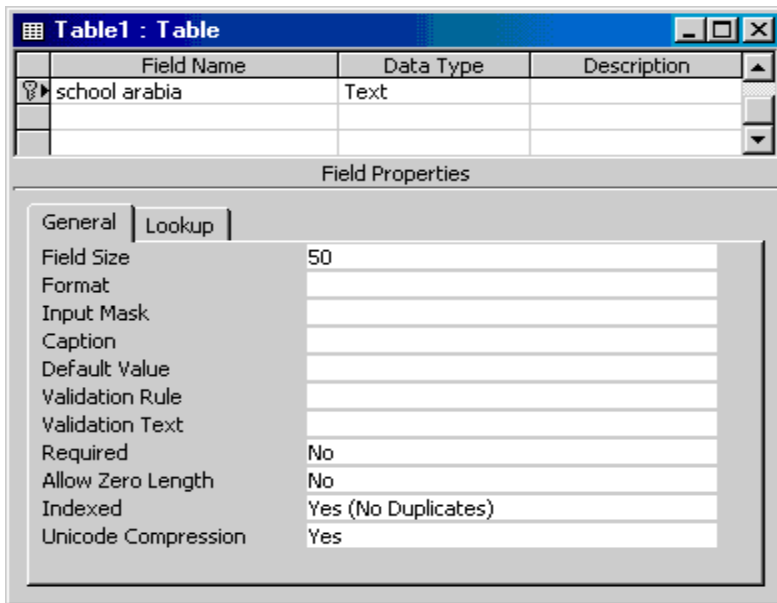 Table1 : Table
Field Name Data Type Description
school arabia Text
Field Properties
General Lookup
Field Size 50
Format
Input Mask
Caption
Default Value
Validation Rule
Validation Text
Required No
Allow Zero Length No
Indexed Yes (No Duplicates)
Unicode Compression Yes